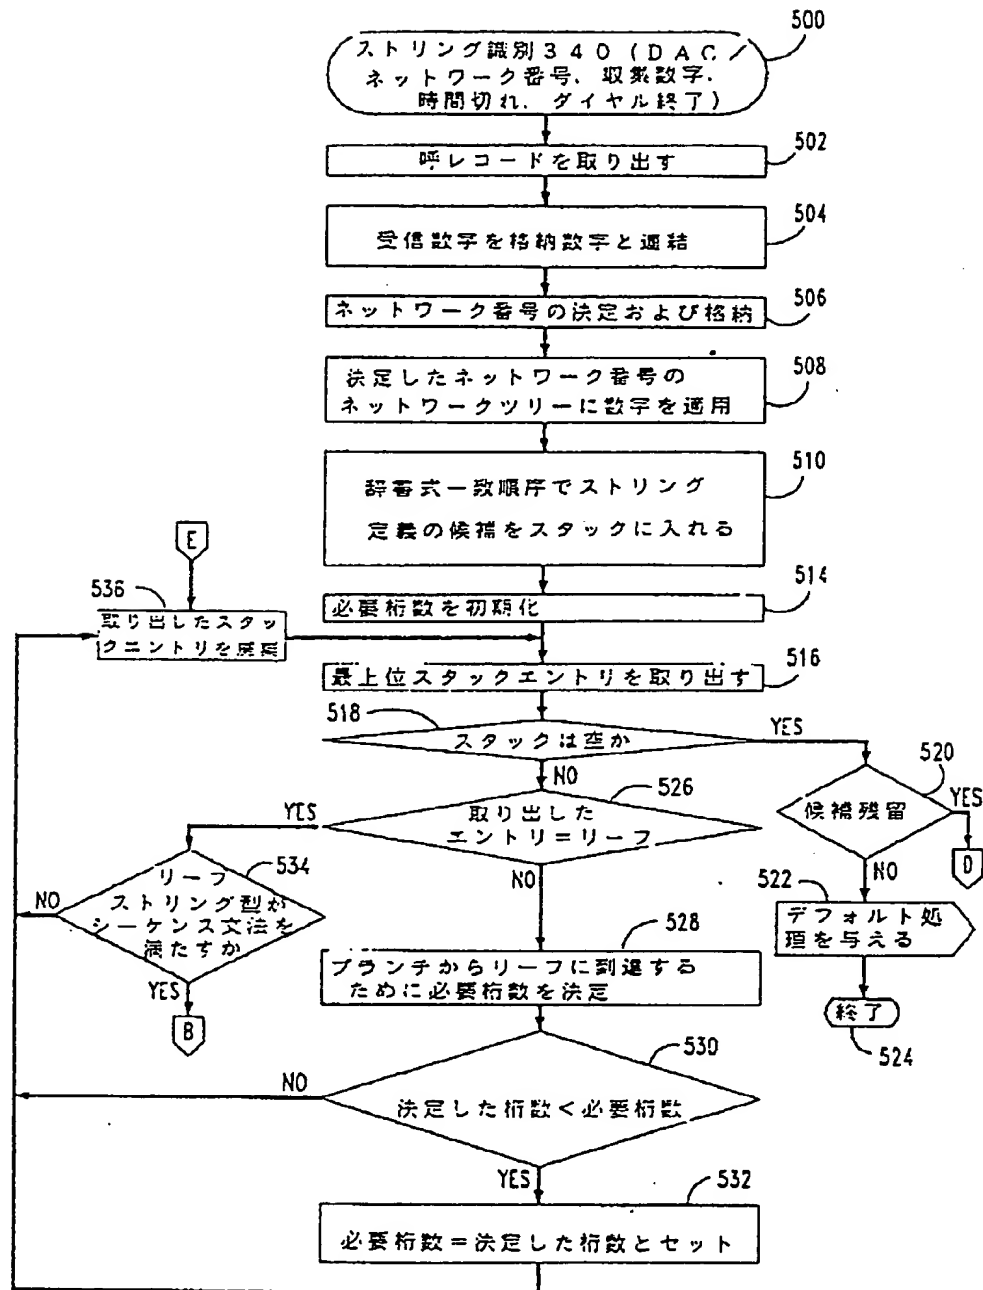 500
ストリング識別340(DAC/
ネットワーク番号、収集数字、
時間切れ、ダイヤル終了)
502
呼レコードを取り出す
504
受信数字を格納数字と連結
506
ネットワーク番号の決定および格納
508
決定したネットワーク番号の
ネットワークツリーに数字を適用
510
辞書式一致順序でストリング
定義の候補をスタックに入れる
E
514
必要桁数を初期化
536
取り出したスタッ
クエントリを
516
最上位スタックエントリを取り出す
518
スタックは空か
YES
NO
520
候補残留
YES
D
NO
526
取り出した
エントリ=リーフ
YES
NO
534
リーフ
ストリング型が
シーケンス文法を
満たすか
NO
YES
B
522
デフォルト処
理を与える
終了
524
528
ブランチからリーフに到達する
ために必要桁数を決定
530
決定した桁数<必要桁数
NO
YES
532
必要桁数=決定した桁数とセット